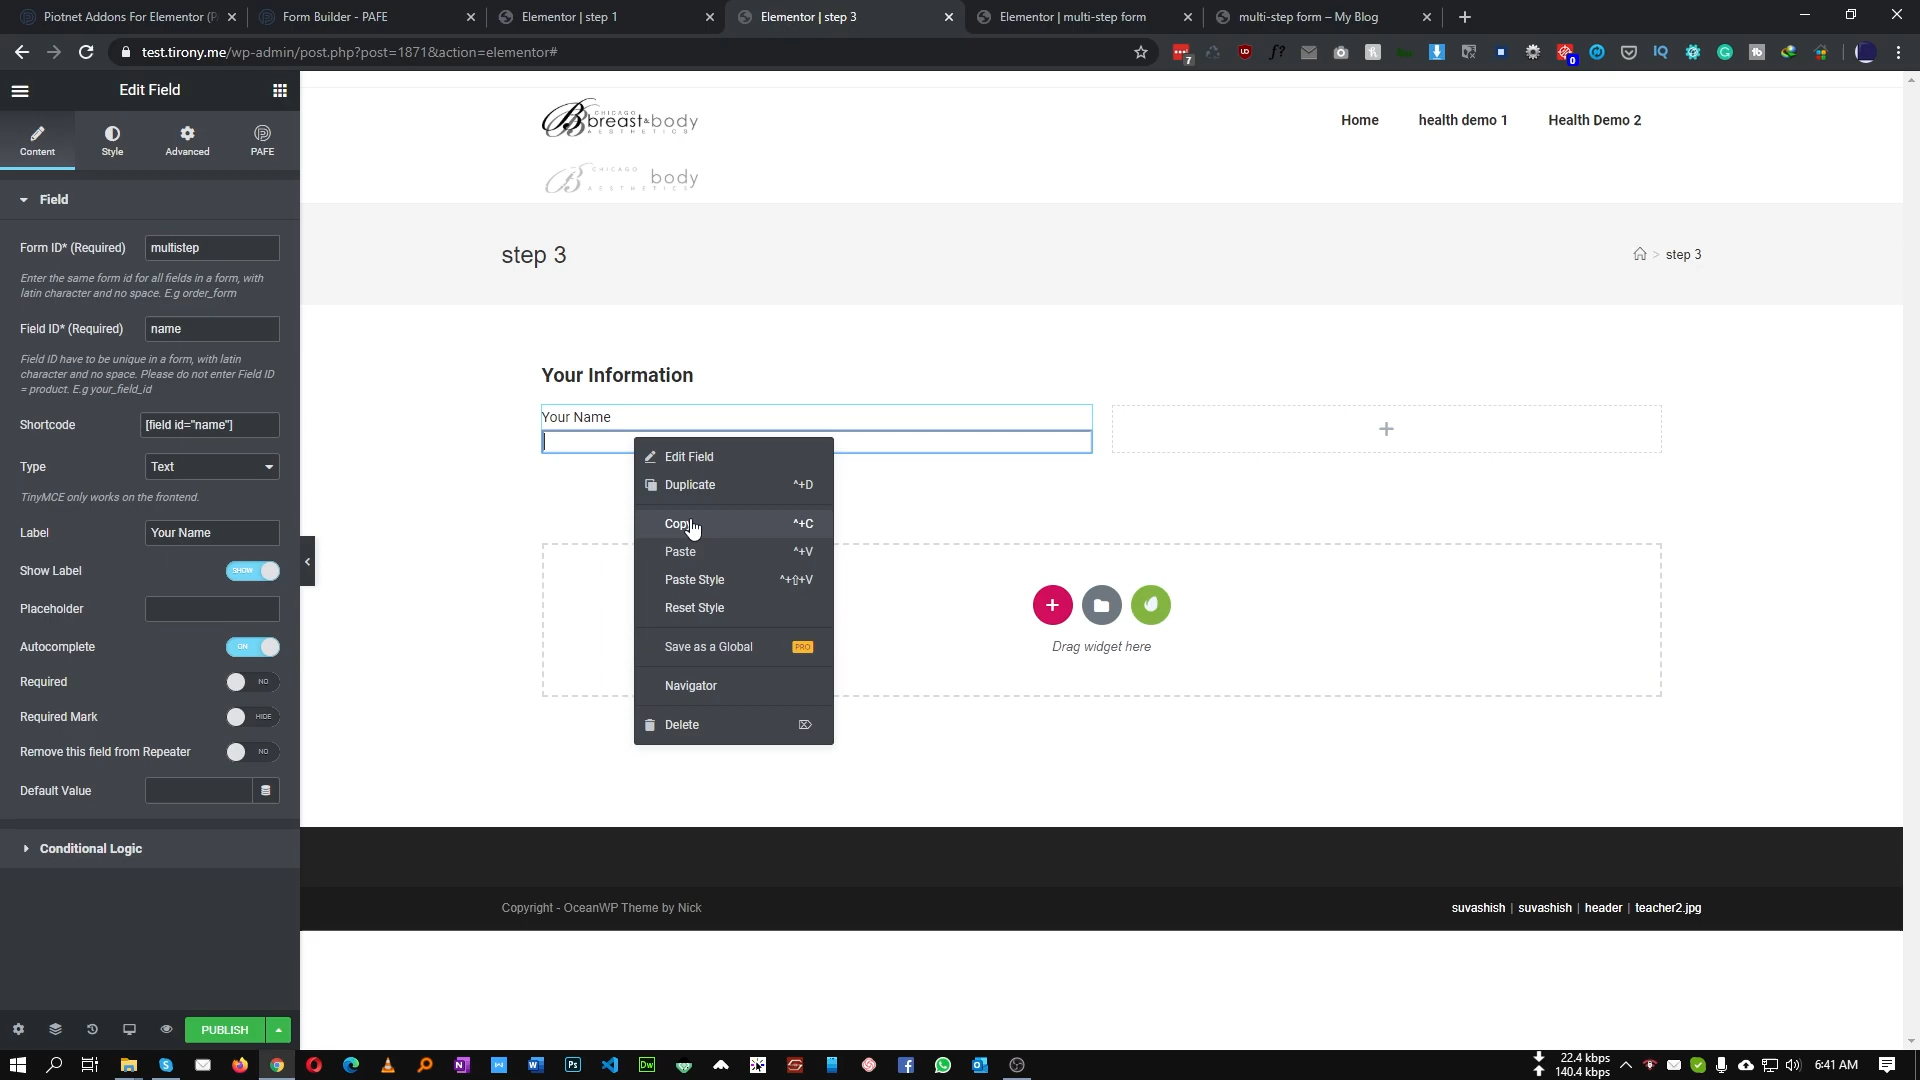 Piotnet Addons For Elementor (P
Form Builder - PAFE
Elementor | step 1
Elementor | step 3
Elementor | multi-step form
multi-step form – My Blog
test.tirony.me/wp-admin/post.php?post=1871&action=elementor#
Edit Field
Content
Style
Advanced
PAFE
Field
Form ID* (Required)
multistep
Enter the same form id for all fields in a form, with
latin character and no space. E.g order_form
Field ID* (Required)
name
Field ID have to be unique in a form, with latin
character and no space. Please do not enter Field ID
= product. E.g your_field_id
Shortcode
[field id="name"]
Type
Text
TinyMCE only works on the frontend.
Label
Your Name
Show Label
SHOW
Placeholder
Autocomplete
ON
Required
NO
Required Mark
HIDE
Remove this field from Repeater
NO
Default Value
Conditional Logic
PUBLISH
CHICAGO
Breast & body
AESTHETICS
Home
health demo 1
Health Demo 2
CHICAGO
B body
AESTHETICS
step 3
> step 3
Your Information
Your Name
Edit Field
Duplicate ^+D
Copy ^+C
Paste ^+V
Paste Style ^+⇧+V
Reset Style
Save as a Global PRO
Navigator
Delete
Drag widget here
Copyright - OceanWP Theme by Nick
suvashish | suvashish | header | teacher2.jpg
22.4 kbps
140.4 kbps
6:41 AM